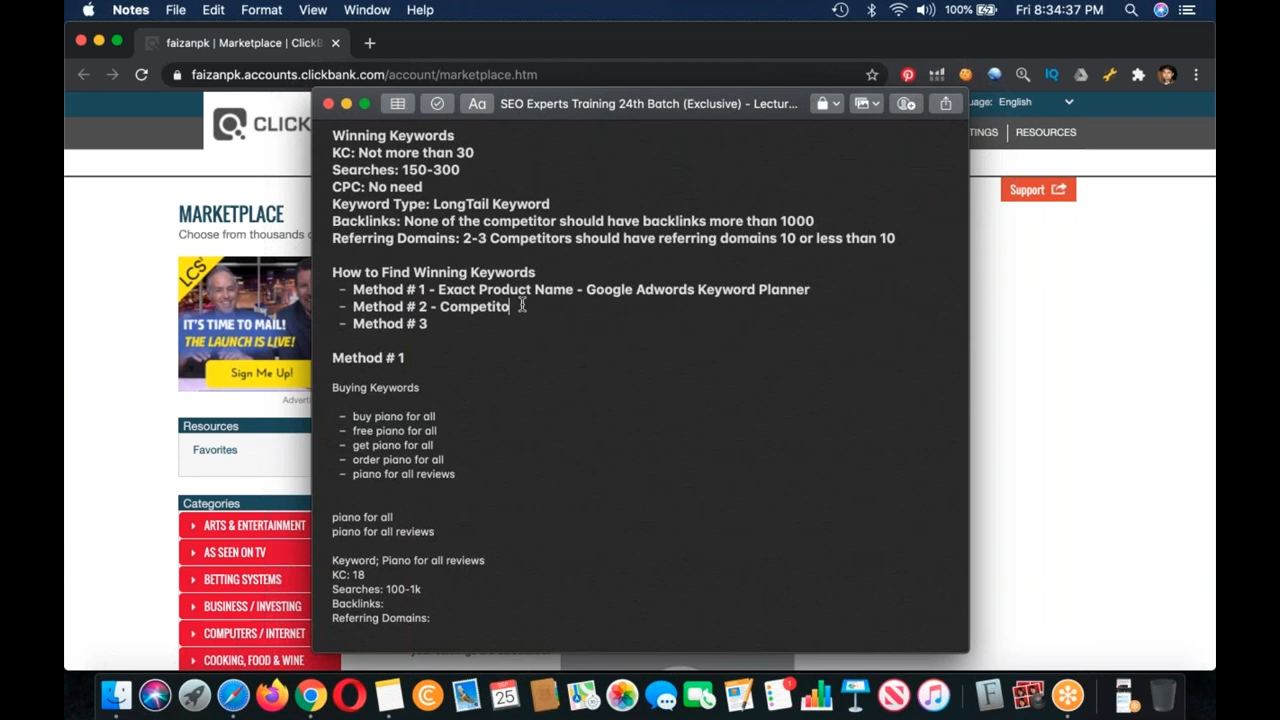 Notes File Edit Format View Window Help 100% Fri 8:34:37 PM
faizanpk | Marketplace | ClickB
faizanpk.accounts.clickbank.com/account/marketplace.htm
SEO Experts Training 24th Batch (Exclusive) - Lectur...
English
CLICK
RESOURCES
Support
MARKETPLACE
Choose from thousands
LCS
IT'S TIME TO MAIL!
THE LAUNCH IS LIVE!
Sign Me Up!
Resources
Favorites
Categories
ARTS & ENTERTAINMENT
AS SEEN ON TV
BETTING SYSTEMS
BUSINESS / INVESTING
COMPUTERS / INTERNET
COOKING, FOOD & WINE
Winning Keywords
KC: Not more than 30
Searches: 150-300
CPC: No need
Keyword Type: LongTail Keyword
Backlinks: None of the competitor should have backlinks more than 1000
Referring Domains: 2-3 Competitors should have referring domains 10 or less than 10
How to Find Winning Keywords
- Method # 1 - Exact Product Name - Google Adwords Keyword Planner
- Method # 2 - Competito
- Method # 3
Method # 1
Buying Keywords
- buy piano for all
- free piano for all
- get piano for all
- order piano for all
- piano for all reviews
piano for all
piano for all reviews
Keyword; Piano for all reviews
KC: 18
Searches: 100-1k
Backlinks:
Referring Domains: